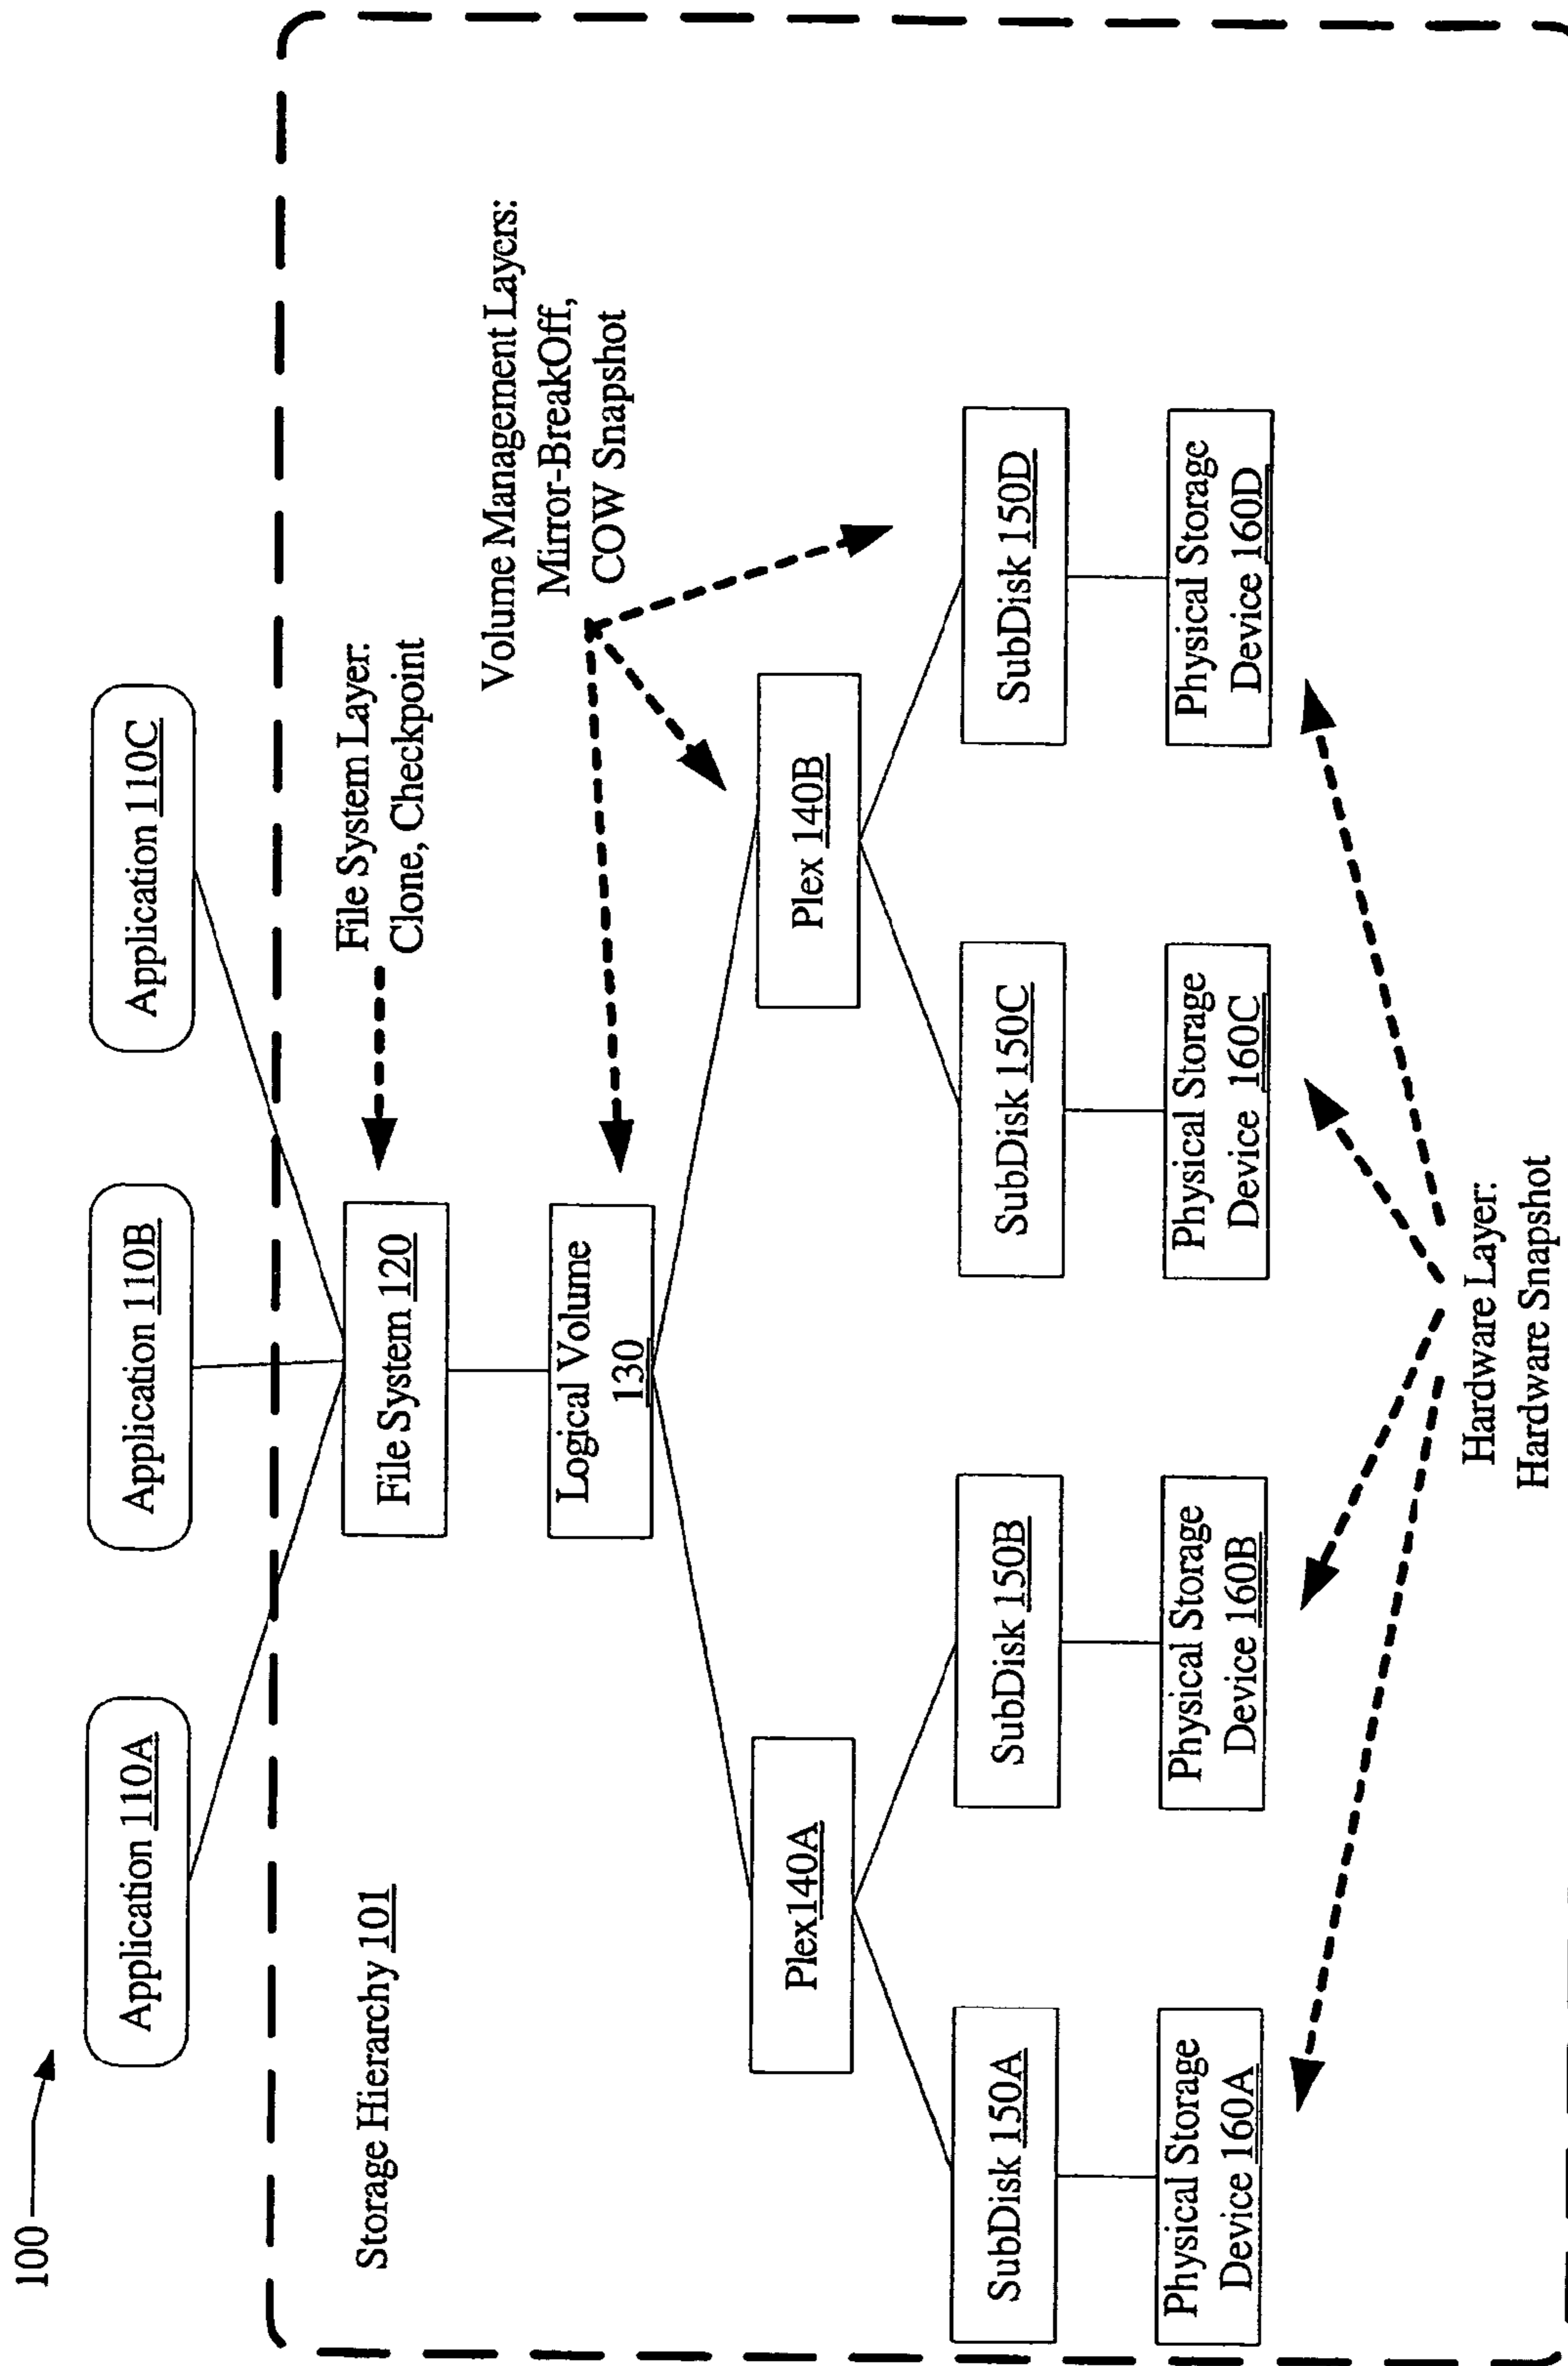 100
Application 110A
Application 110B
Application 110C
Storage Hierarchy 101
File System 120
File System Layer:
Clone, Checkpoint
Logical Volume
130
Volume Management Layers:
Mirror-BreakOff,
COW Snapshot
Plex140A
Plex 140B
SubDisk 150A
SubDisk 150B
SubDisk 150C
SubDisk 150D
Physical Storage
Device 160A
Physical Storage
Device 160B
Physical Storage
Device 160C
Physical Storage
Device 160D
Hardware Layer:
Hardware Snapshot